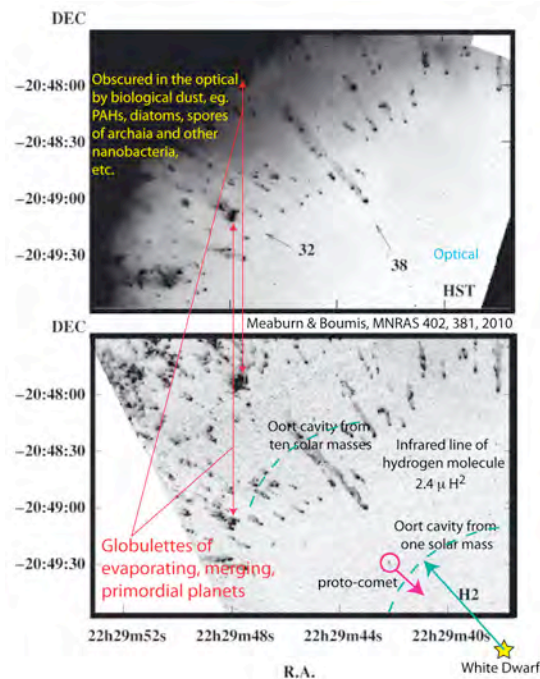 DEC
−20:48:00
−20:48:30
−20:49:00
−20:49:30
Obscured in the optical
by biological dust, eg.
PAHs, diatoms, spores
of archaia and other
nanobacteria,
etc.
32
38
Optical
HST
Meaburn & Boumis, MNRAS 402, 381, 2010
DEC
−20:48:00
−20:48:30
−20:49:00
−20:49:30
Oort cavity from
ten solar masses
Infrared line of
hydrogen molecule
2.4 μ H²
Oort cavity from
one solar mass
Globulettes of
evaporating, merging,
primordial planets
proto-comet
H2
22h29m52s 22h29m48s 22h29m44s 22h29m40s
White Dwarf
R.A.